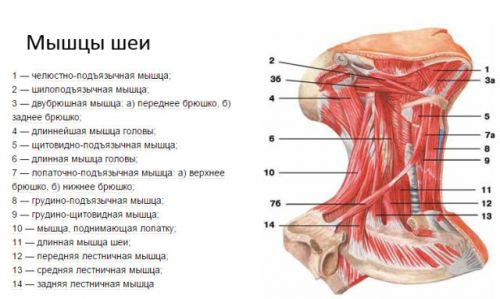 Мышцы шеи
1 — челюстно-подъязычная мышца;
2 — шилоподъязычная мышца;
3 — двубрюшная мышца: а) переднее брюшко, б)
заднее брюшко;
4 — длиннейшая мышца головы;
5 — щитовидно-подъязычная мышца;
6 — длинная мышца головы;
7 — лопаточно-подъязычная мышца: а) верхнее
брюшко, б) нижнее брюшко;
8 — грудино-подъязычная мышца;
9 — грудино-щитовидная мышца;
10 — мышца, поднимающая лопатку;
11 — длинная мышца шеи;
12 — передняя лестничная мышца;
13 — средняя лестничная мышца;
14 — задняя лестничная мышца
2
3б
4
6
10
7б
14
1
3а
5
7а
8
9
11
12
13